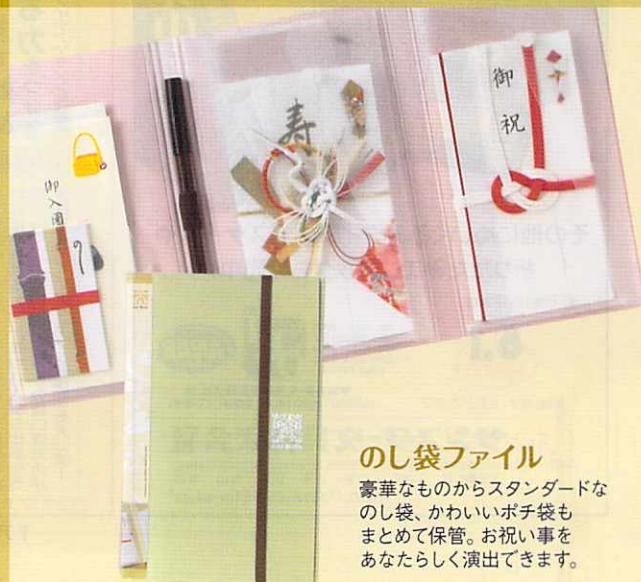 寿
御
祝
御入園
のし袋ファイル
豪華なものからスタンダードな
のし袋、かわいいポチ袋も
まとめて保管。お祝い事を
あなたらしく演出できます。